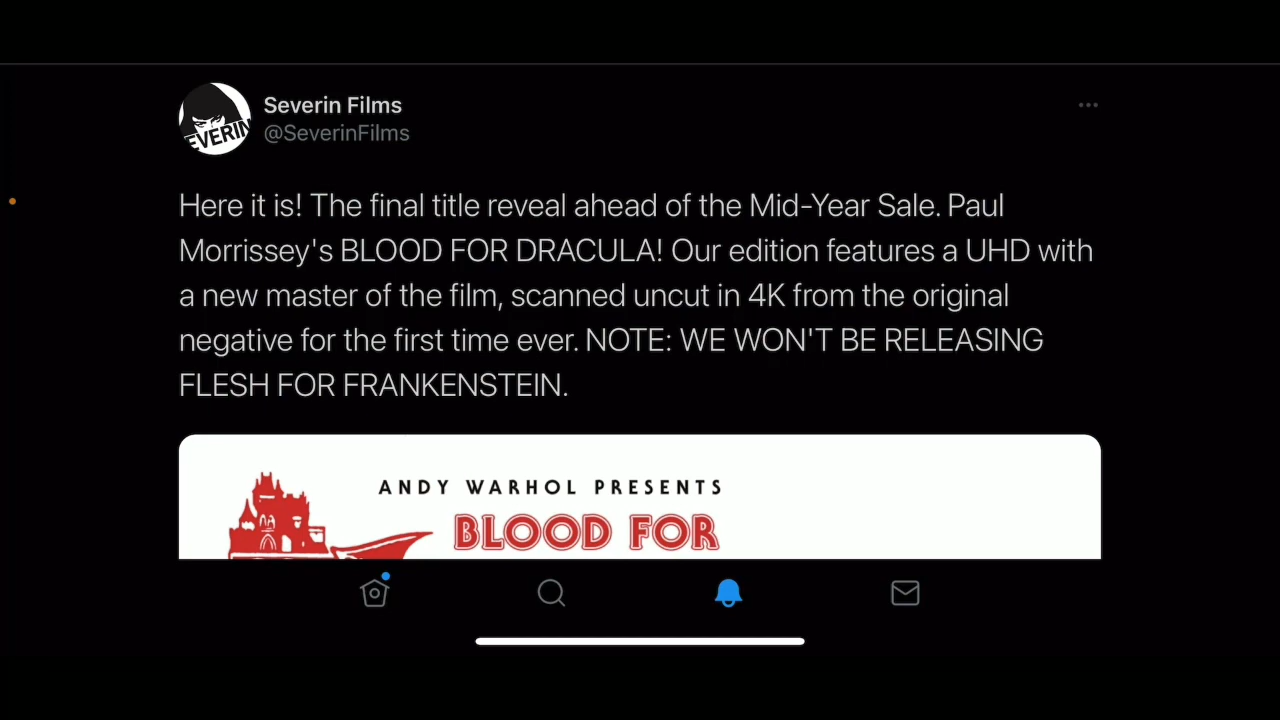 Severin Films
@SeverinFilms
EVERIN
Here it is! The final title reveal ahead of the Mid-Year Sale. Paul
Morrissey's BLOOD FOR DRACULA! Our edition features a UHD with
a new master of the film, scanned uncut in 4K from the original
negative for the first time ever. NOTE: WE WON'T BE RELEASING
FLESH FOR FRANKENSTEIN.
ANDY WARHOL PRESENTS
BLOOD FOR